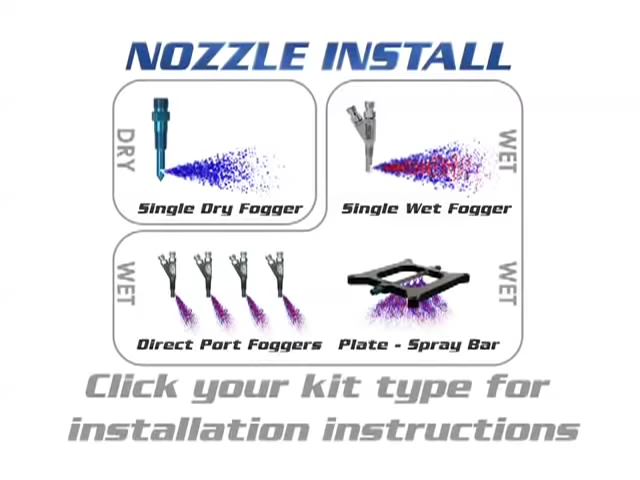 NOZZLE INSTALL
DRY
Single Dry Fogger
WET
Single Wet Fogger
WET
Direct Port Foggers
WET
Plate - Spray Bar
Click your kit type for
installation instructions